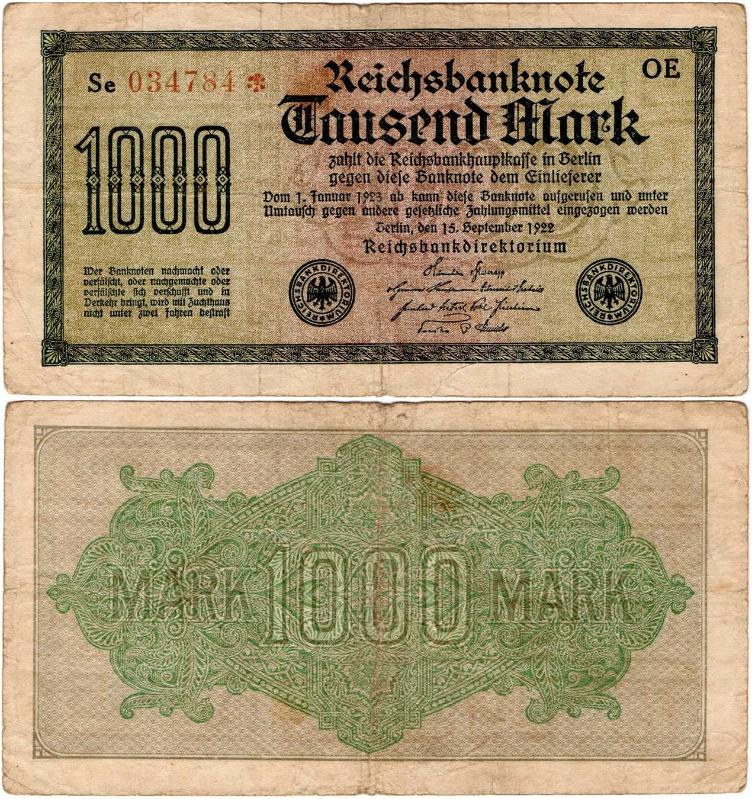 Se 034784 *
Reichsbanknote
OE
1000
Tausend Mark
zahlt die Reichsbankhauptkasse in Berlin
gegen diese Banknote dem Einlieferer
Vom 1. Januar 1923 ab kann diese Banknote aufgerufen und unter
Umtausch gegen andere gesetzliche Zahlungsmittel eingezogen werden
Berlin, den 15. September 1922
Reichsbankdirektorium
Wer Banknoten nachmacht oder
verfälscht, oder nachgemachte oder
verfälschte sich verschafft und in
Verkehr bringt, wird mit Zuchthaus
nicht unter zwei Jahren bestraft
REICHSBANKDIREKTORIUM
REICHSBANKDIREKTORIUM
MARK 1000 MARK